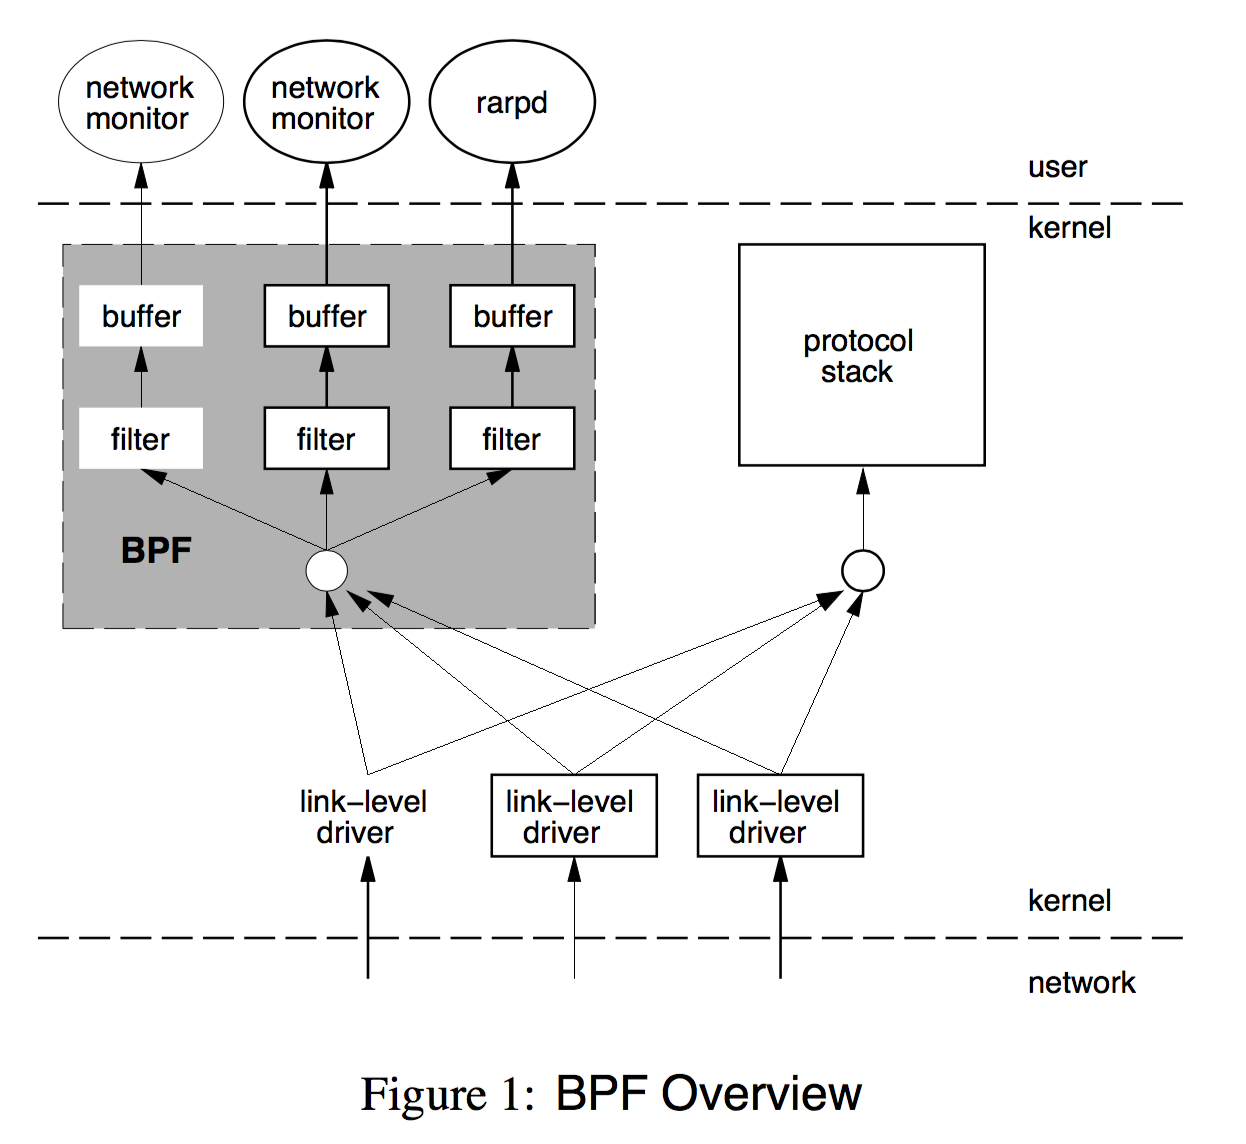 network
monitor
network
monitor
rarpd
user
kernel
buffer
buffer
buffer
protocol
stack
filter
filter
filter
BPF
link–level
driver
link–level
driver
link–level
driver
kernel
network
Figure 1: BPF Overview